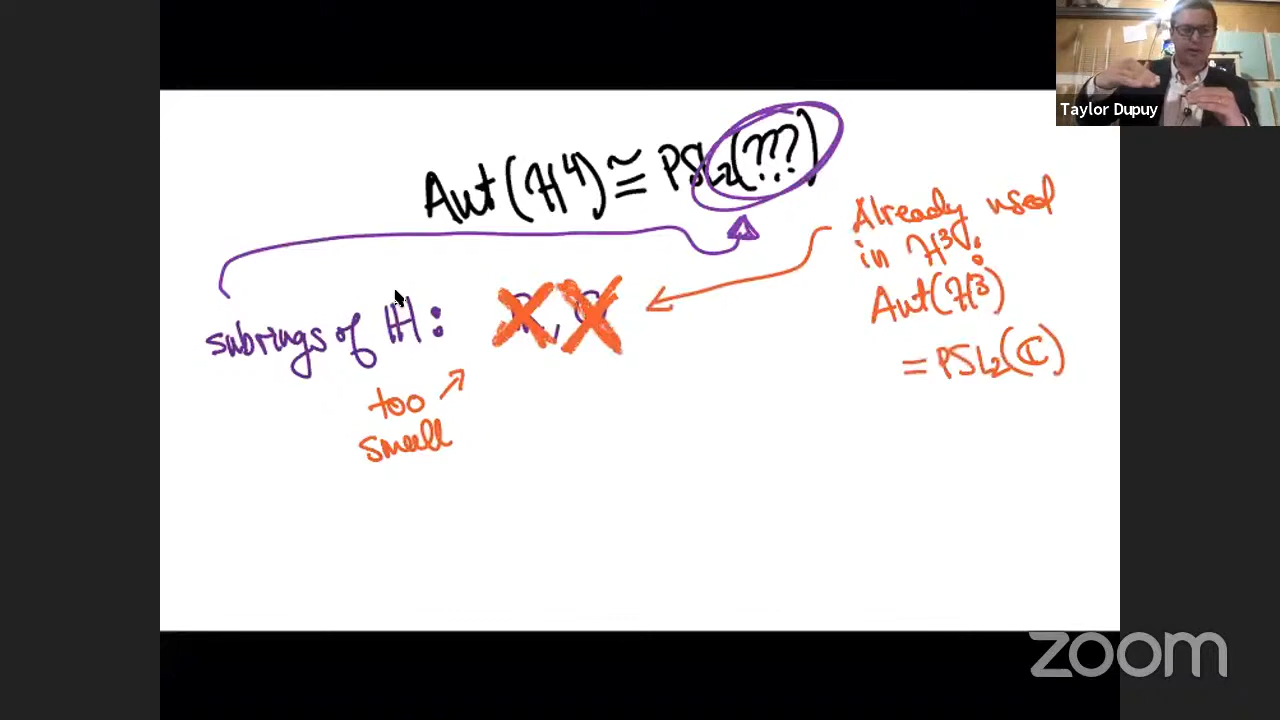 Taylor Dupuy
Aut(H⁴) ≅ PSL₂(???)
Already used
in H³:
Aut(H³)
= PSL₂(ℂ)
subrings of ℍ:
too
small
zoom